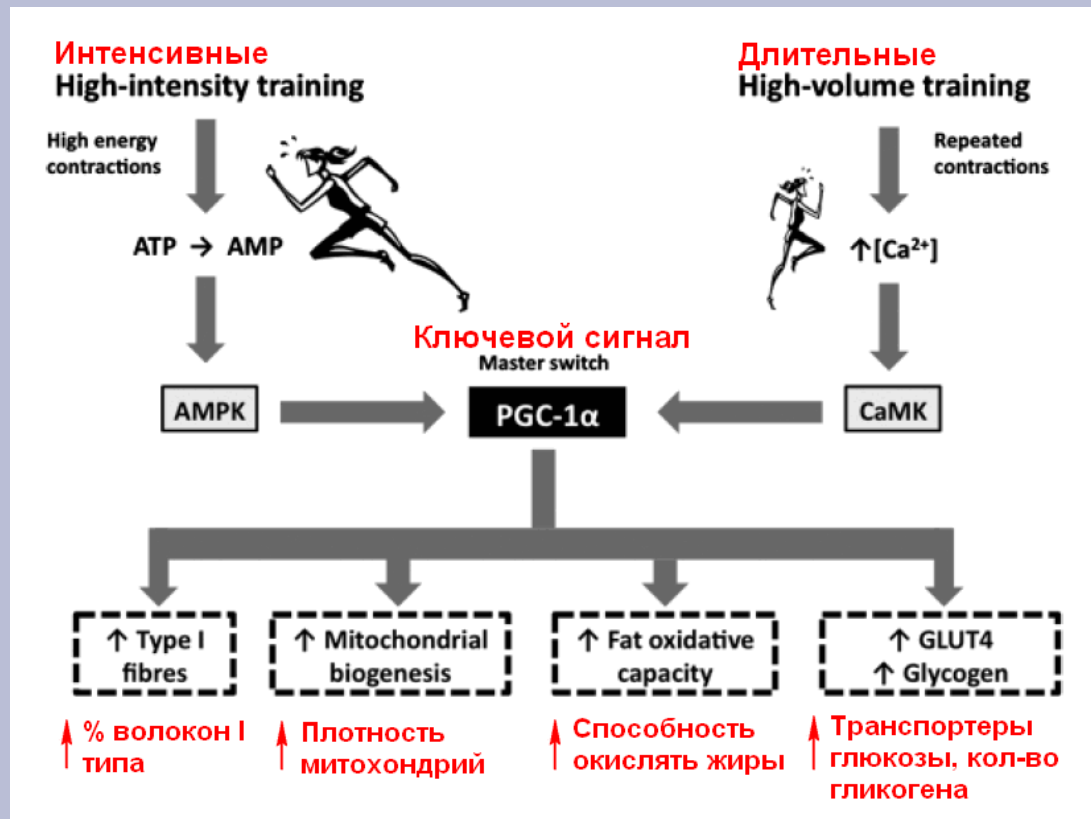 Интенсивные
High-intensity training
Длительные
High-volume training
High energy
contractions
Repeated
contractions
ATP → AMP
↑[Ca²⁺]
Ключевой сигнал
Master switch
AMPK
PGC-1α
CaMK
↑ Type I
fibres
↑ Mitochondrial
biogenesis
↑ Fat oxidative
capacity
↑ GLUT4
↑ Glycogen
↑ % волокон I
типа
↑ Плотность
митохондрий
↑ Способность
окислять жиры
↑ Транспортеры
глюкозы, кол-во
гликогена